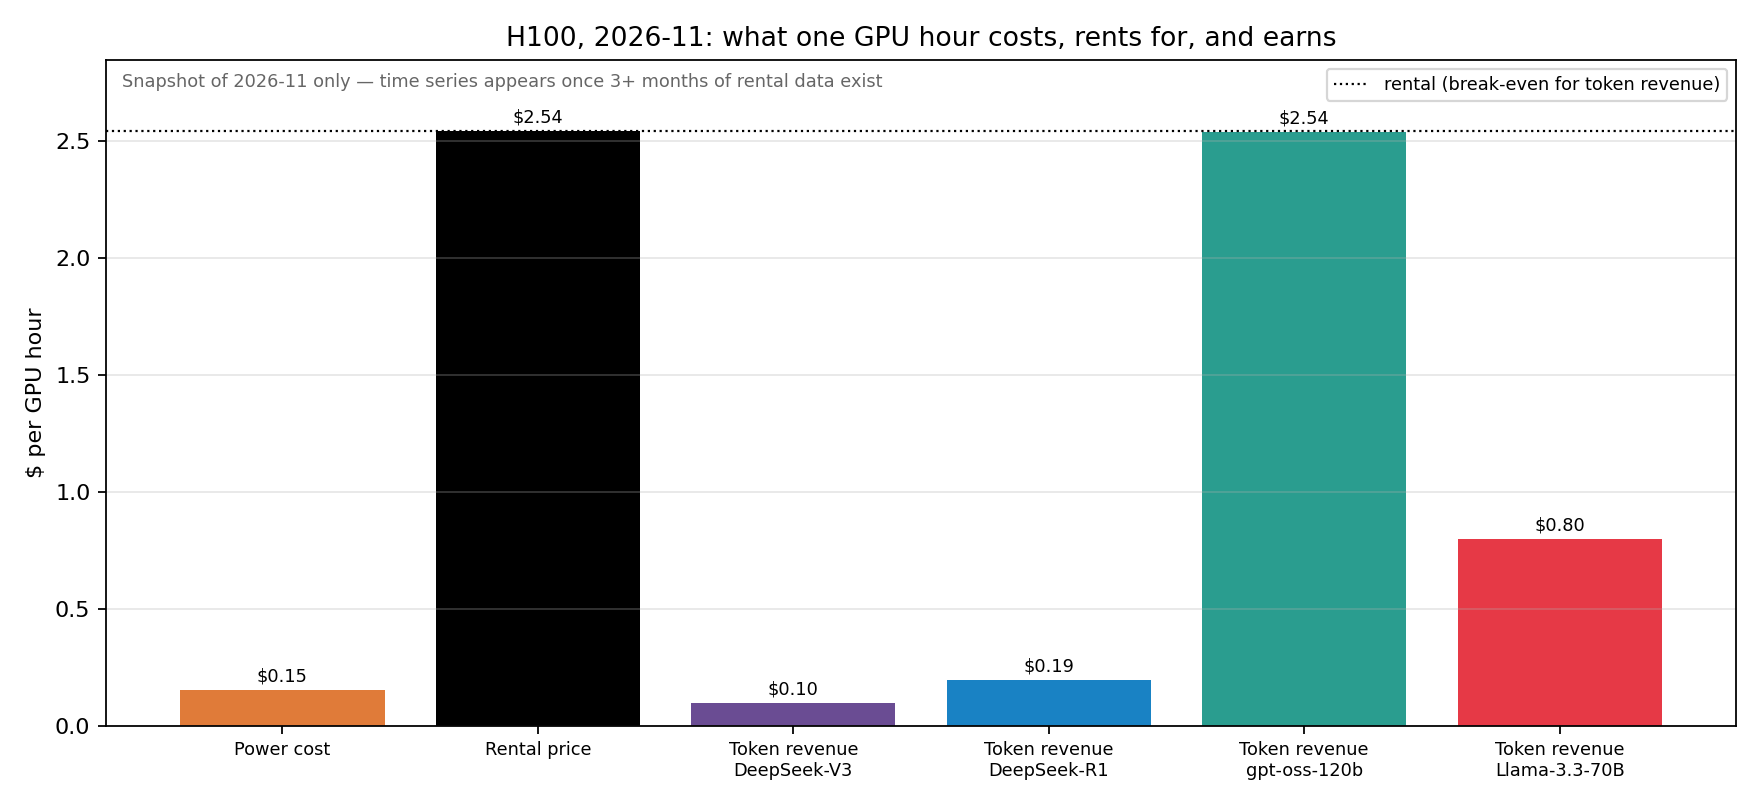 H100, 2026-11: what one GPU hour costs, rents for, and earns
Snapshot of 2026-11 only — time series appears once 3+ months of rental data exist
rental (break-even for token revenue)
$ per GPU hour
2.5
2.0
1.5
1.0
0.5
0.0
$0.15
$2.54
$0.10
$0.19
$2.54
$0.80
Power cost
Rental price
Token revenue
DeepSeek-V3
Token revenue
DeepSeek-R1
Token revenue
gpt-oss-120b
Token revenue
Llama-3.3-70B